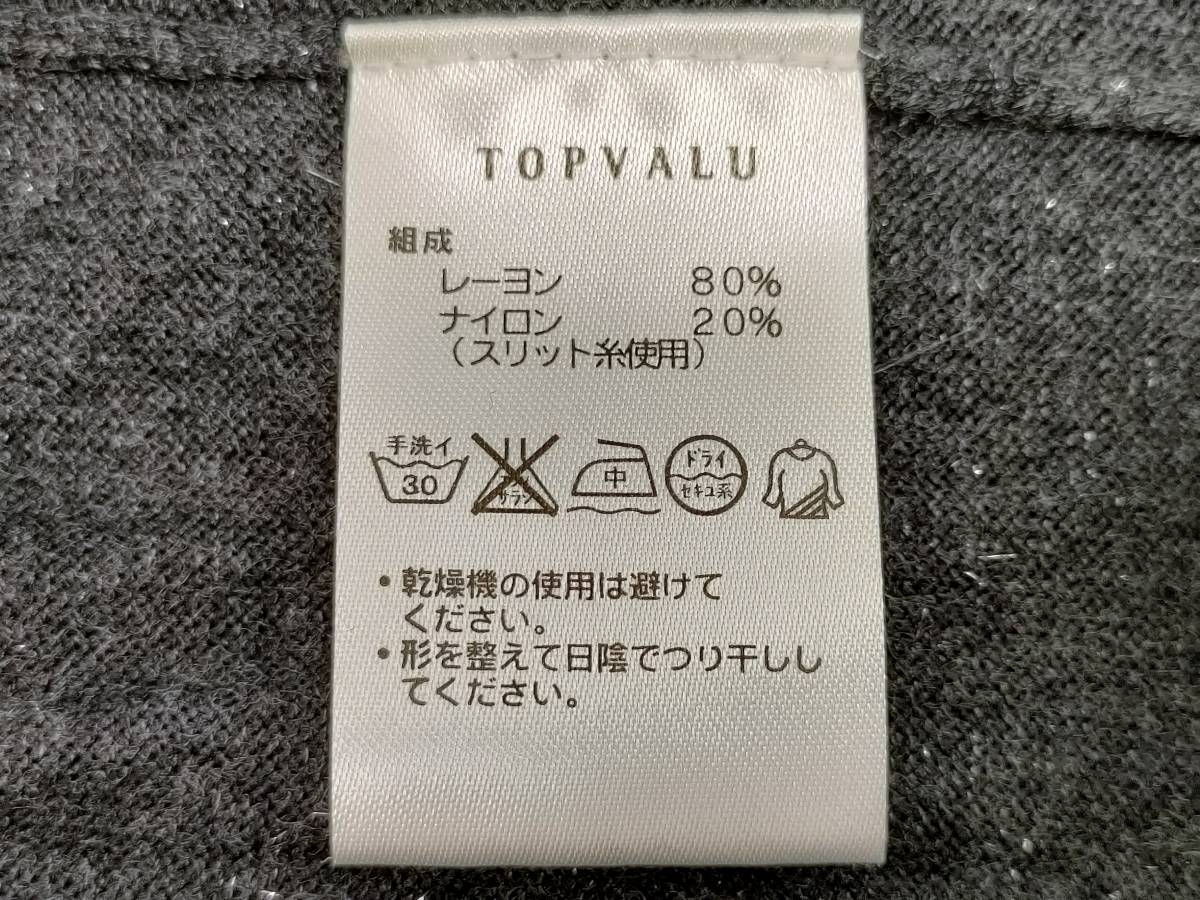 TOPVALU
組成
レーヨン 80%
ナイロン 20%
(スリット糸使用)
手洗イ
30
中
ドライ
セキユ系
・乾燥機の使用は避けて
ください。
・形を整えて日陰でつり干しし
てください。